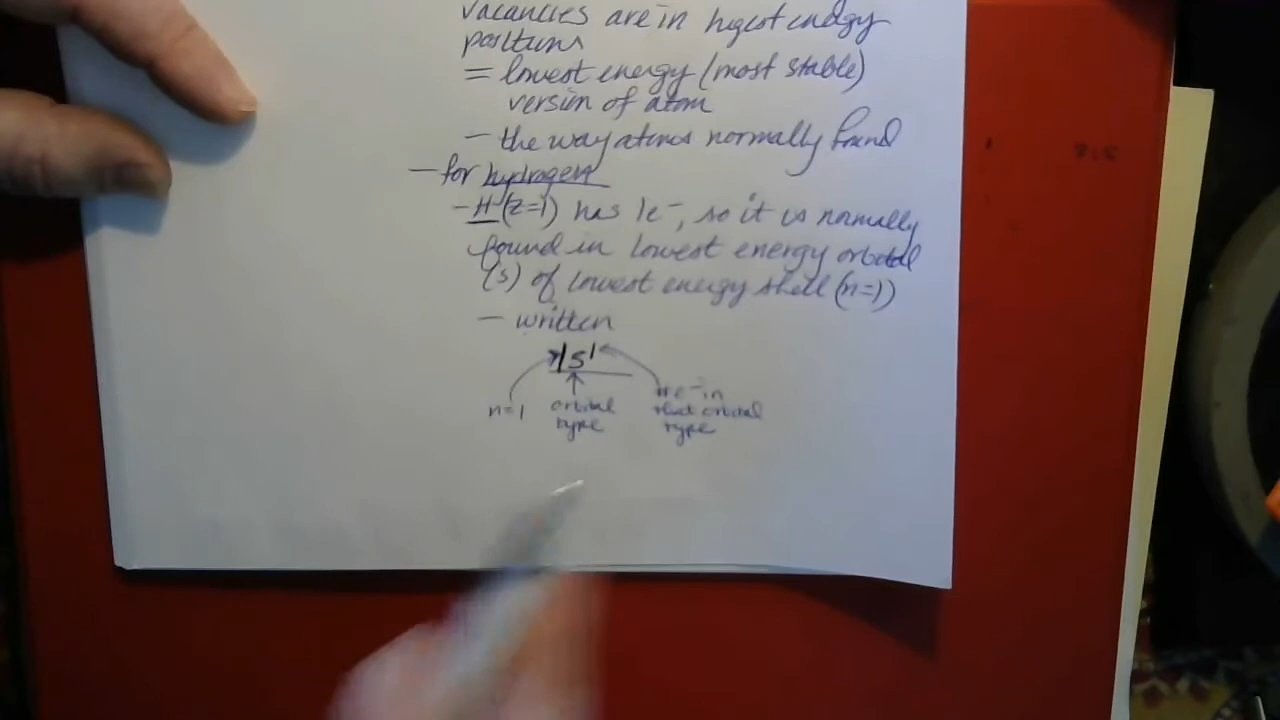 vacancies are in higest energy
positions
= lowest energy (most stable)
version of atom
- the way atoms normally found
- for hydrogen
- H (Z=1) has 1e⁻, so it is normally
found in lowest energy orbital
(s) of lowest energy shell (n=1)
- written
1s¹
n=1
orbital
type
# e⁻ in
that orbital
type